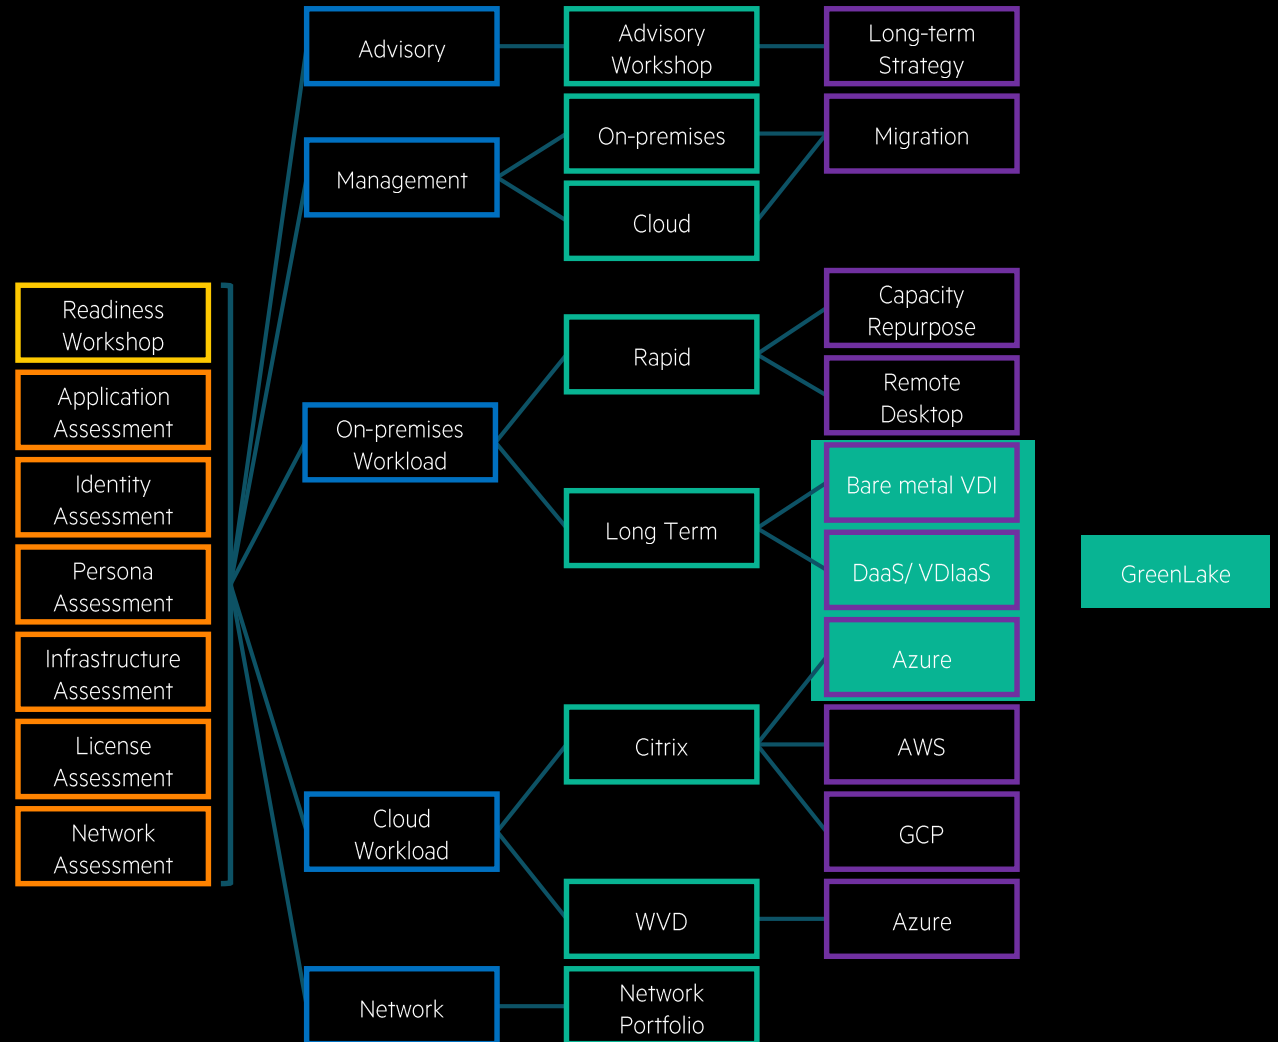 Advisory
Advisory
Workshop
Long-term
Strategy
Management
On-premises
Migration
Cloud
Readiness
Workshop
Application
Assessment
Identity
Assessment
Persona
Assessment
Infrastructure
Assessment
License
Assessment
Network
Assessment
On-premises
Workload
Rapid
Capacity
Repurpose
Remote
Desktop
Long Term
Bare metal VDI
DaaS/ VDIaaS
GreenLake
Azure
Cloud
Workload
Citrix
AWS
GCP
WVD
Azure
Network
Network
Portfolio